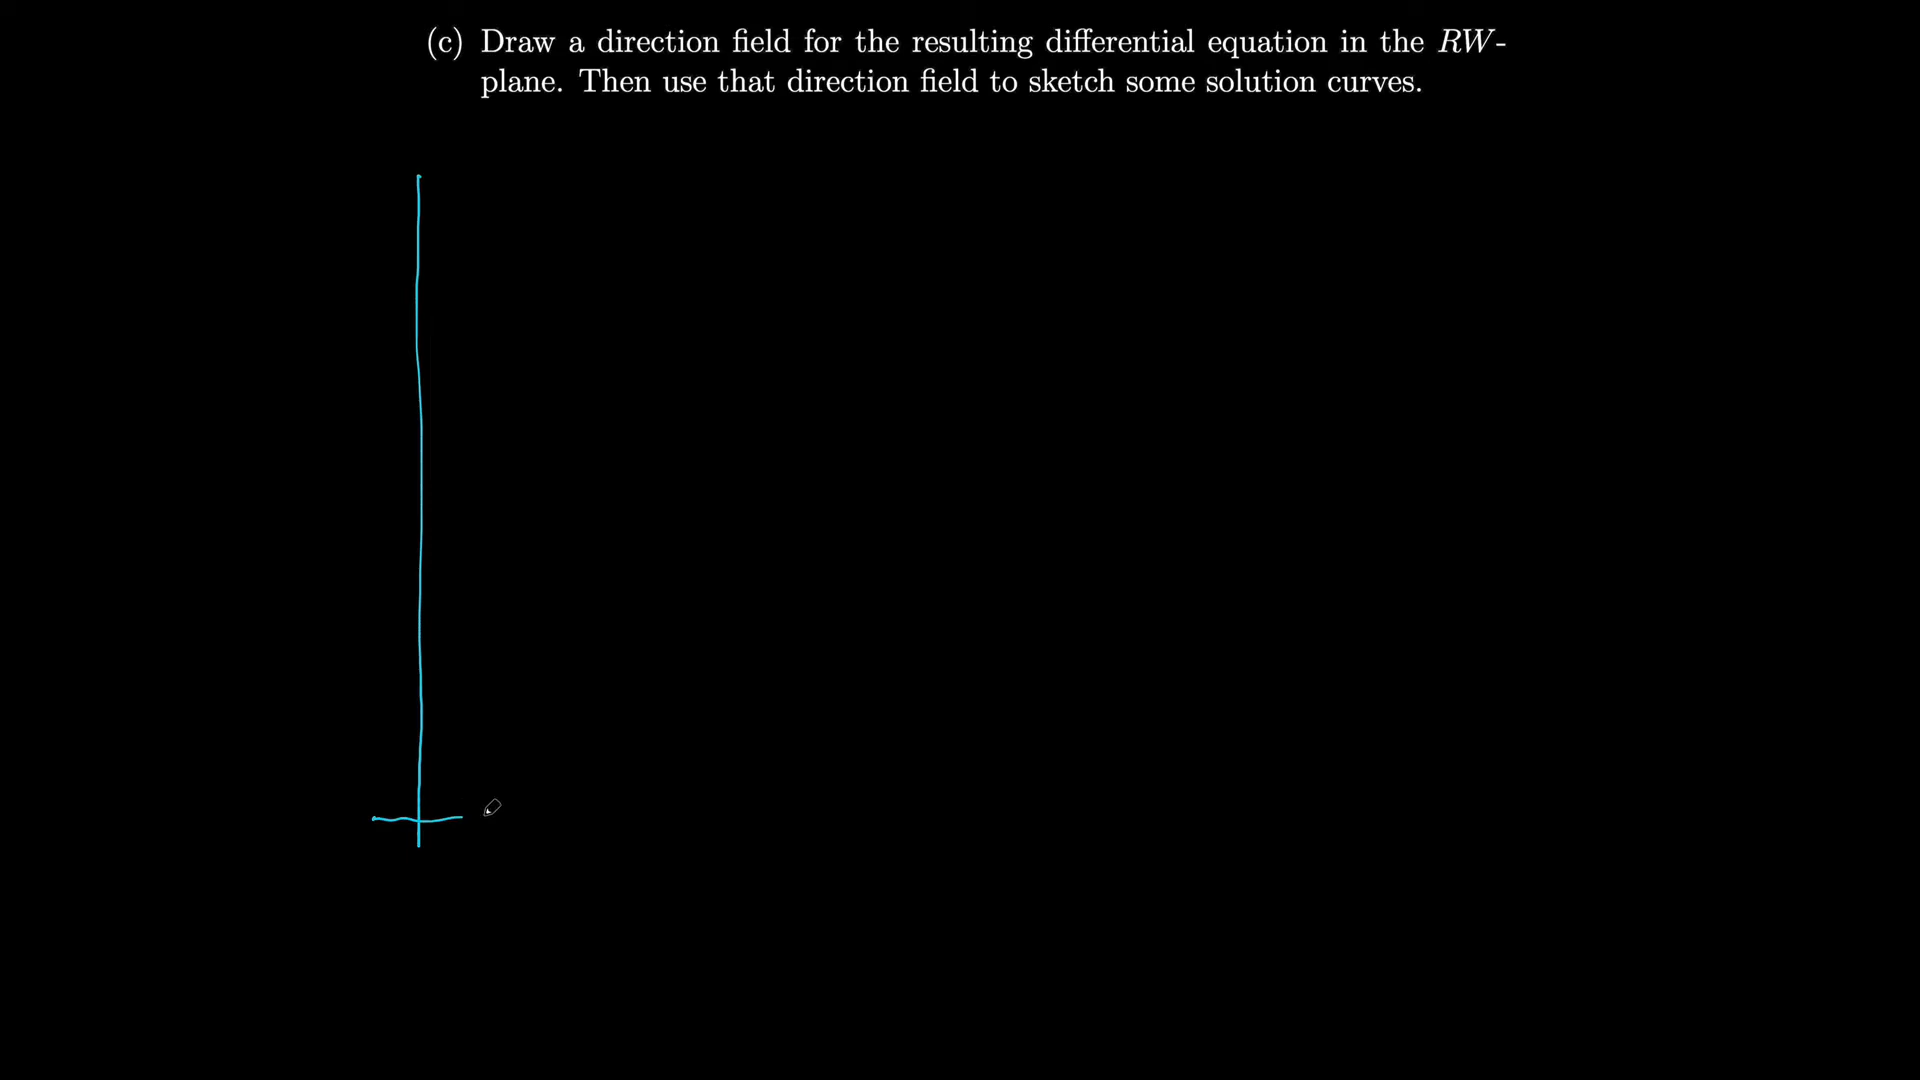 (c) Draw a direction field for the resulting differential equation in the RW-
plane. Then use that direction field to sketch some solution curves.